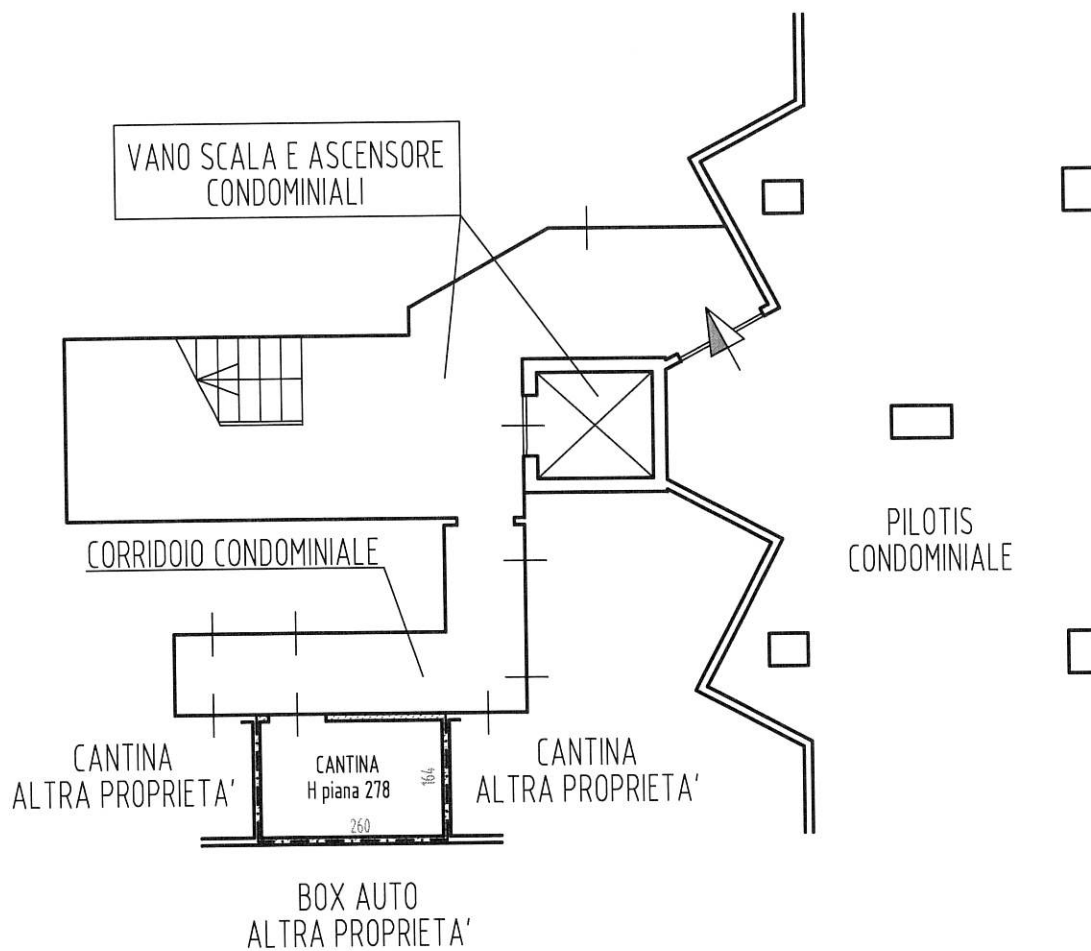 VANO SCALA E ASCENSORE
CONDOMINIALI
CORRIDOIO CONDOMINIALE
PILOTIS
CONDOMINIALE
CANTINA
ALTRA PROPRIETA'
CANTINA
H piana 278
164
260
CANTINA
ALTRA PROPRIETA'
BOX AUTO
ALTRA PROPRIETA'